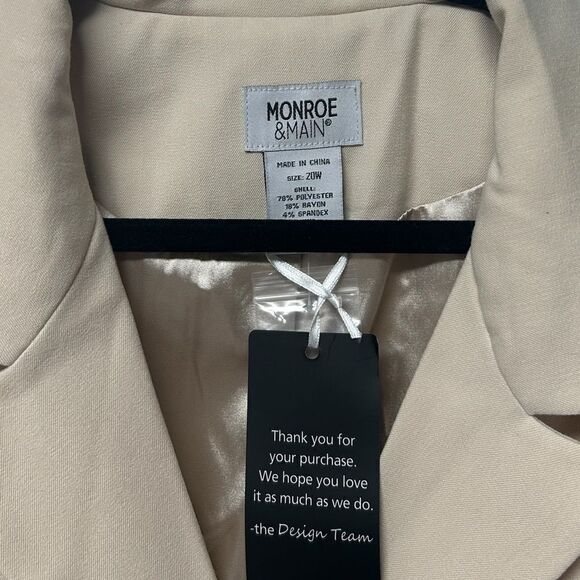 MONROE
&MAIN®
MADE IN CHINA
SIZE: 20W
SHELL:
78% POLYESTER
18% RAYON
4% SPANDEX
Thank you for
your purchase.
We hope you love
it as much as we do.
-the Design Team